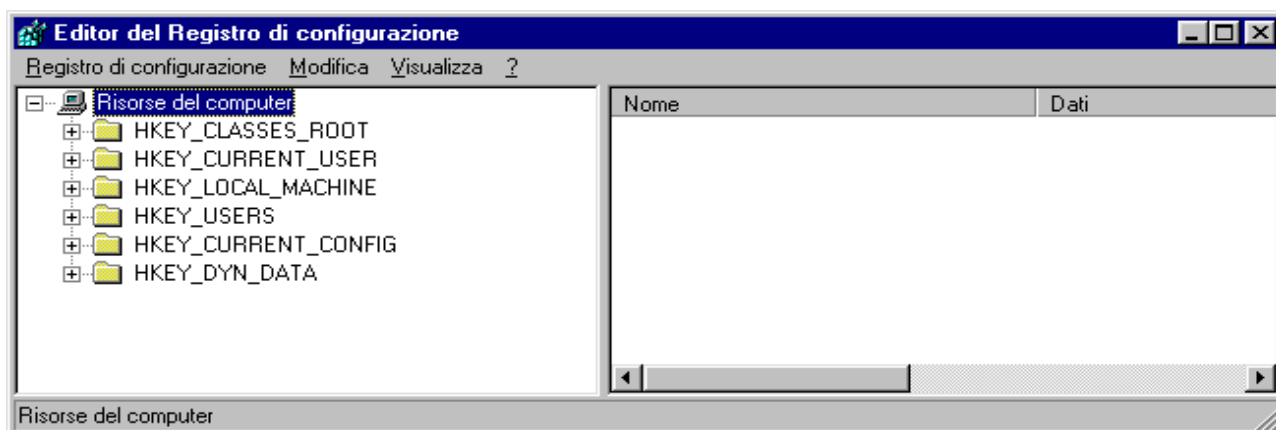 Editor del Registro di configurazione
Registro di configurazione Modifica Visualizza ?
Risorse del computer
HKEY_CLASSES_ROOT
HKEY_CURRENT_USER
HKEY_LOCAL_MACHINE
HKEY_USERS
HKEY_CURRENT_CONFIG
HKEY_DYN_DATA
Nome Dati
Risorse del computer